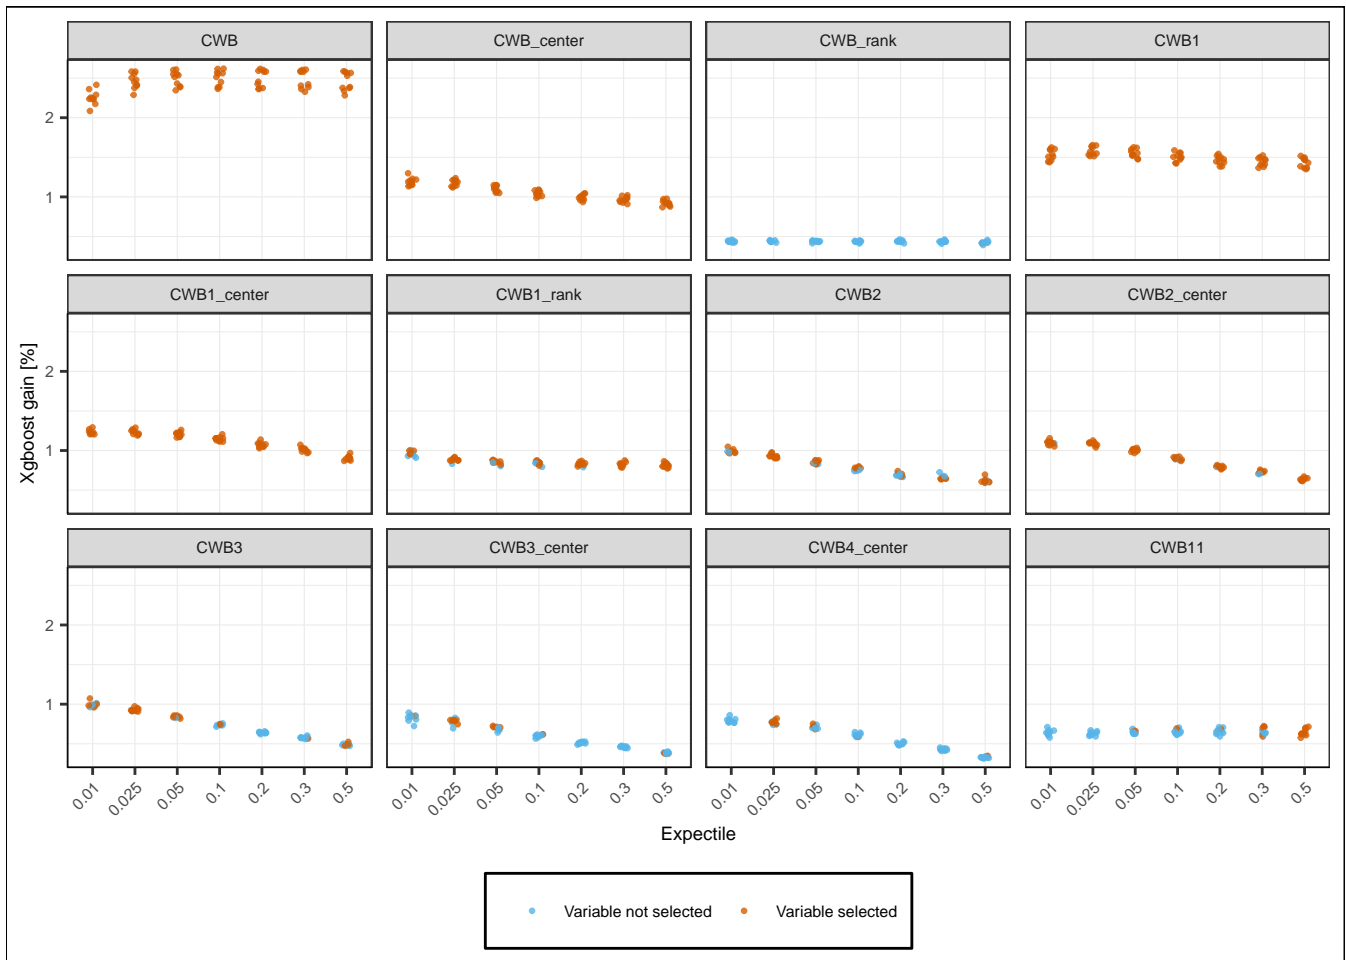 CWB
CWB_center
CWB_rank
CWB1
2
1
CWB1_center
CWB1_rank
CWB2
CWB2_center
Xgboost gain [%]
2
1
CWB3
CWB3_center
CWB4_center
CWB11
2
1
0.01 0.025 0.05 0.1 0.2 0.3 0.5
0.01 0.025 0.05 0.1 0.2 0.3 0.5
0.01 0.025 0.05 0.1 0.2 0.3 0.5
0.01 0.025 0.05 0.1 0.2 0.3 0.5
Expectile
Variable not selected
Variable selected